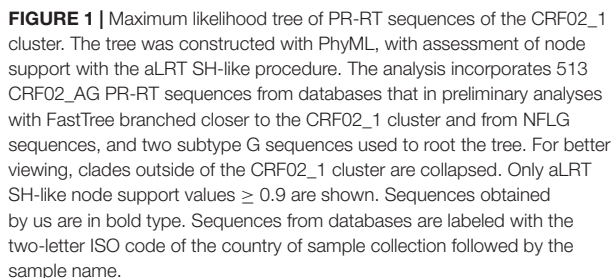 FIGURE 1 | Maximum likelihood tree of PR-RT sequences of the CRF02_1
cluster. The tree was constructed with PhyML, with assessment of node
support with the aLRT SH-like procedure. The analysis incorporates 513
CRF02_AG PR-RT sequences from databases that in preliminary analyses
with FastTree branched closer to the CRF02_1 cluster and from NFLG
sequences, and two subtype G sequences used to root the tree. For better
viewing, clades outside of the CRF02_1 cluster are collapsed. Only aLRT
SH-like node support values ≥ 0.9 are shown. Sequences obtained
by us are in bold type. Sequences from databases are labeled with the
two-letter ISO code of the country of sample collection followed by the
sample name.